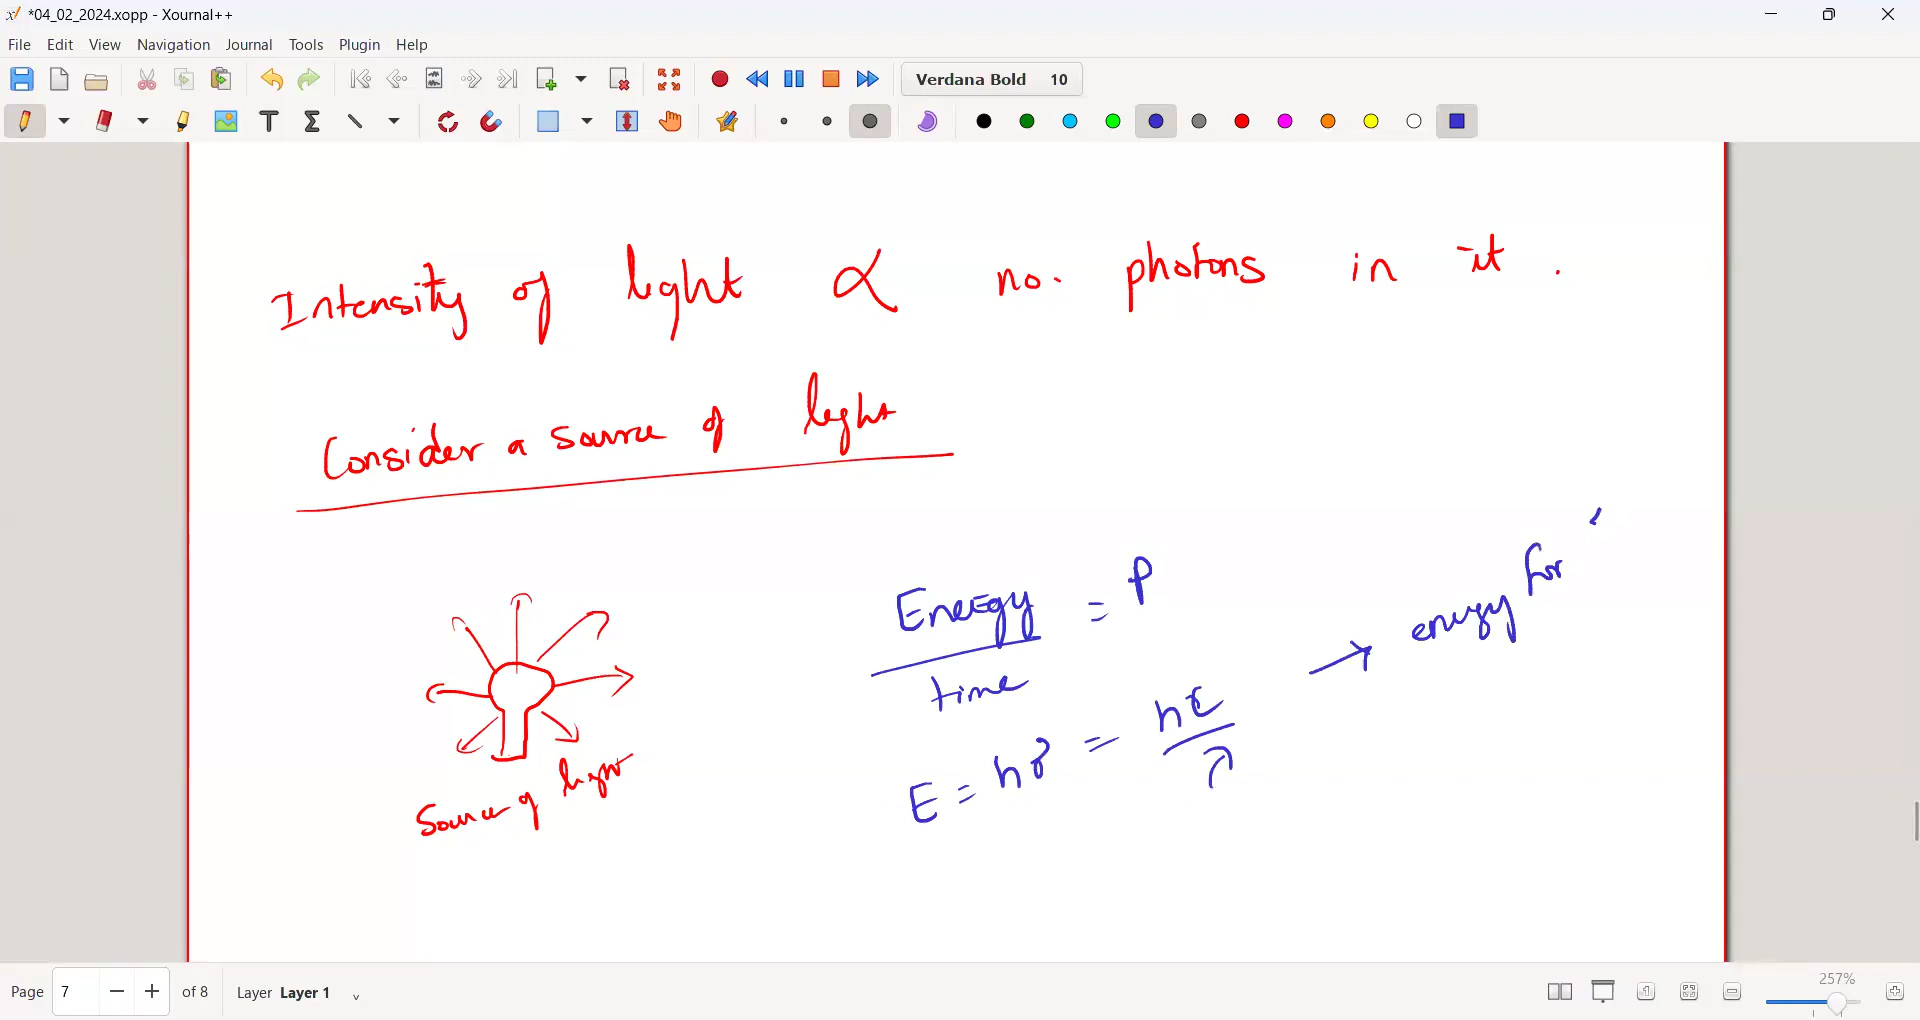 *04_02_2024.xopp - Xournal++
File Edit View Navigation Journal Tools Plugin Help
Verdana Bold 10
Intensity of light ∝ no. photons in it .
Consider a source of light
Energy / time = P
→ energy for
E = hν = hc / λ
Source of light
Page 7 of 8 Layer Layer 1
257%